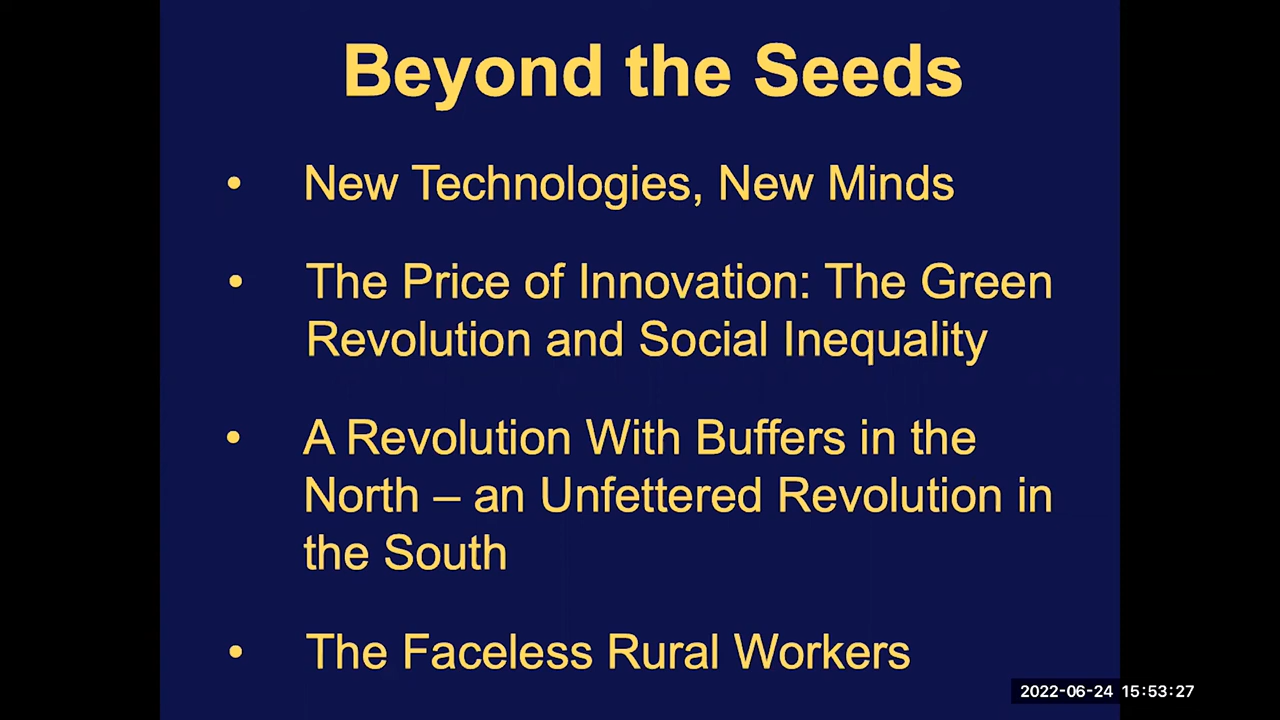 Beyond the Seeds
• New Technologies, New Minds
• The Price of Innovation: The Green
Revolution and Social Inequality
• A Revolution With Buffers in the
North – an Unfettered Revolution in
the South
• The Faceless Rural Workers
2022-06-24 15:53:27